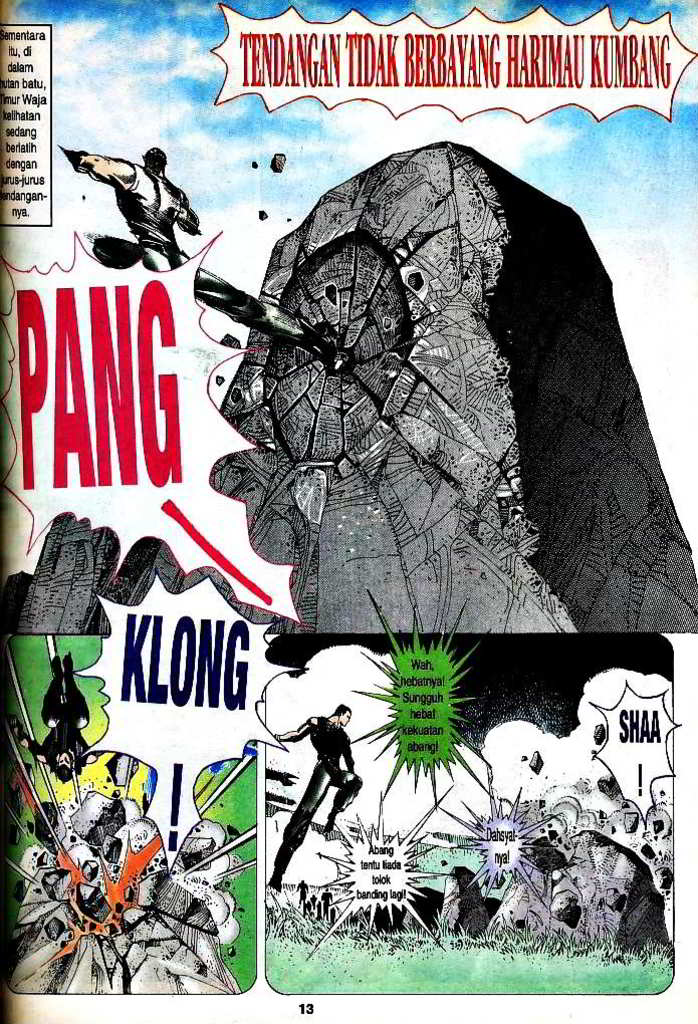 Sementara
itu, di
dalam
hutan batu,
Timur Waja
kelihatan
sedang
berlatih
dengan
jurus-jurus
tendangan-
nya.
TENDANGAN TIDAK BERBAYANG HARIMAU KUMBANG
PANG
!
KLONG
!
Wah,
hebatnya!
Sungguh
hebat
kekuatan
abang!
SHAA
!
Abang
tentu tiada
tolok
banding lagi!
Dahsyat-
nya!
13